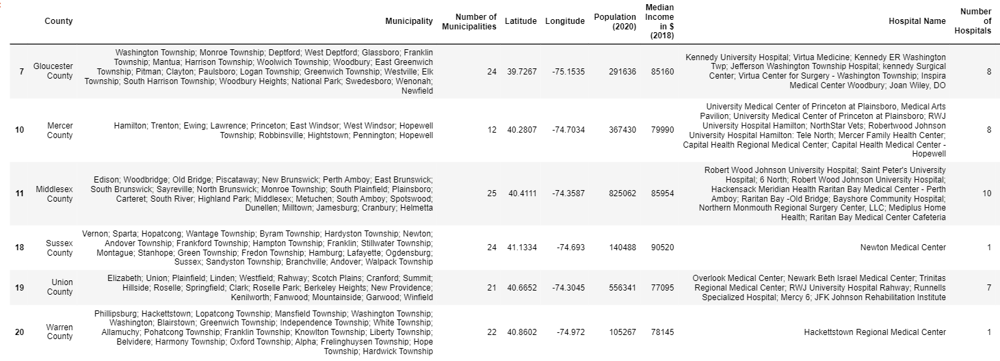 County Municipality Number of Municipalities Latitude Longitude Population (2020) Median Income in $ (2018) Hospital Name Number of Hospitals
7 Gloucester County
Washington Township; Monroe Township; Deptford; West Deptford; Glassboro; Franklin
Township; Mantua; Harrison Township; Woolwich Township; Woodbury; East Greenwich
Township; Pitman; Clayton; Paulsboro; Logan Township; Greenwich Township; Westville; Elk
Township; South Harrison Township; Woodbury Heights; National Park; Swedesboro; Wenonah;
Newfield
24 39.7267 -75.1535 291636 85160
Kennedy University Hospital; Virtua Medicine; Kennedy ER Washington
Twp; Jefferson Washington Township Hospital; kennedy Surgical
Center; Virtua Center for Surgery - Washington Township; Inspira
Medical Center Woodbury; Joan Wiley, DO
8
10 Mercer County
Hamilton; Trenton; Ewing; Lawrence; Princeton; East Windsor; West Windsor; Hopewell
Township; Robbinsville; Hightstown; Pennington; Hopewell
12 40.2807 -74.7034 367430 79990
University Medical Center of Princeton at Plainsboro, Medical Arts
Pavilion; University Medical Center of Princeton at Plainsboro; RWJ
University Hospital Hamilton; NorthStar Vets; Robertwood Johnson
University Hospital Hamilton: Tele North; Mercer Family Health Center;
Capital Health Regional Medical Center; Capital Health Medical Center -
Hopewell
8
11 Middlesex County
Edison; Woodbridge; Old Bridge; Piscataway; New Brunswick; Perth Amboy; East Brunswick;
South Brunswick; Sayreville; North Brunswick; Monroe Township; South Plainfield; Plainsboro;
Carteret; South River; Highland Park; Middlesex; Metuchen; South Amboy; Spotswood;
Dunellen; Milltown; Jamesburg; Cranbury; Helmetta
25 40.4111 -74.3587 825062 85954
Robert Wood Johnson University Hospital; Saint Peter's University
Hospital; 6 North; Robert Wood Johnson University Hospital;
Hackensack Meridian Health Raritan Bay Medical Center - Perth
Amboy; Raritan Bay -Old Bridge; Bayshore Community Hospital;
Northern Monmouth Regional Surgery Center, LLC; Mediplus Home
Health; Raritan Bay Medical Center Cafeteria
10
18 Sussex County
Vernon; Sparta; Hopatcong; Wantage Township; Byram Township; Hardyston Township; Newton;
Andover Township; Frankford Township; Hampton Township; Franklin; Stillwater Township;
Montague; Stanhope; Green Township; Fredon Township; Hamburg; Lafayette; Ogdensburg;
Sussex; Sandyston Township; Branchville; Andover; Walpack Township
24 41.1334 -74.693 140488 90520
Newton Medical Center
1
19 Union County
Elizabeth; Union; Plainfield; Linden; Westfield; Rahway; Scotch Plains; Cranford; Summit;
Hillside; Roselle; Springfield; Clark; Roselle Park; Berkeley Heights; New Providence;
Kenilworth; Fanwood; Mountainside; Garwood; Winfield
21 40.6652 -74.3045 556341 77095
Overlook Medical Center; Newark Beth Israel Medical Center; Trinitas
Regional Medical Center; RWJ University Hospital Rahway; Runnells
Specialized Hospital; Mercy 6; JFK Johnson Rehabilitation Institute
7
20 Warren County
Phillipsburg; Hackettstown; Lopatcong Township; Mansfield Township; Washington Township;
Washington; Blairstown; Greenwich Township; Independence Township; White Township;
Allamuchy; Pohatcong Township; Franklin Township; Knowlton Township; Liberty Township;
Belvidere; Harmony Township; Oxford Township; Alpha; Frelinghuysen Township; Hope
Township; Hardwick Township
22 40.8602 -74.972 105267 78145
Hackettstown Regional Medical Center
1